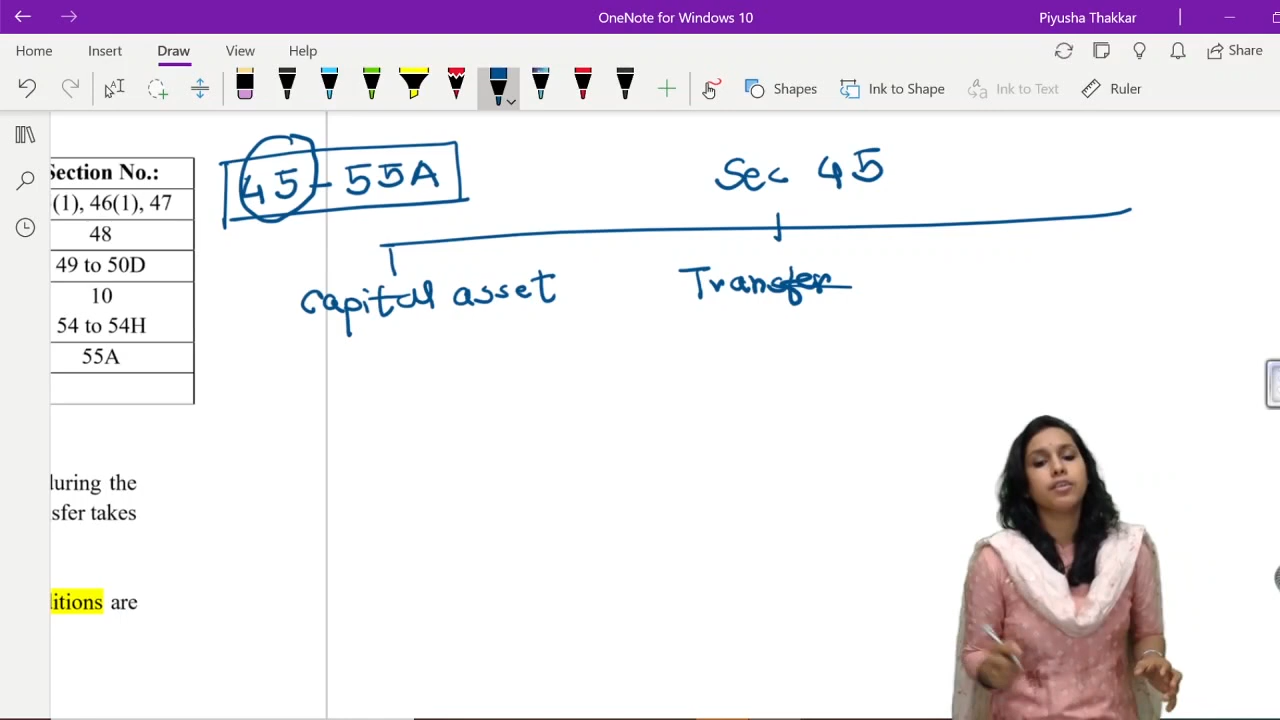 OneNote for Windows 10
Piyusha Thakkar
Home Insert Draw View Help
Share
Shapes Ink to Shape Ink to Text Ruler
Section No.:
(1), 46(1), 47
48
49 to 50D
10
54 to 54H
55A
45 - 55A
Sec 45
Capital asset
Transfer
during the
sfer takes
ditions are